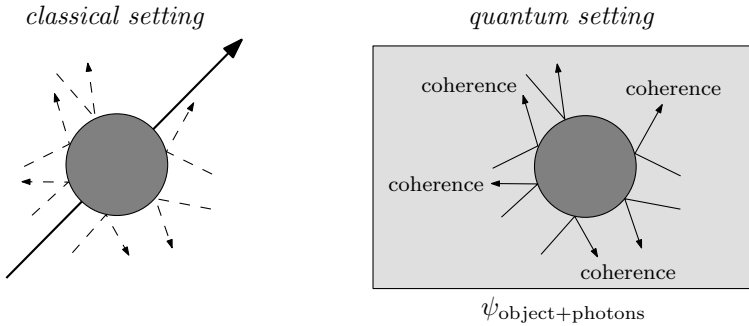 classical setting
quantum setting
coherence
coherence
coherence
coherence
ψobject+photons